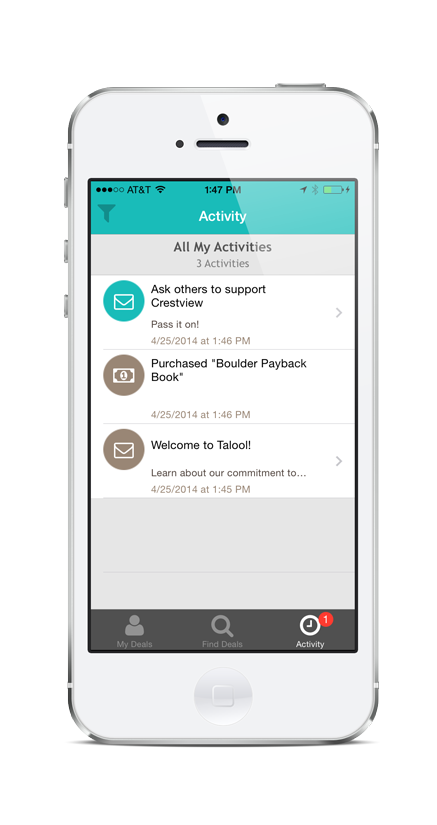 AT&T 1:47 PM
Activity
All My Activities
3 Activities
Ask others to support
Crestview
Pass it on!
4/25/2014 at 1:46 PM
Purchased "Boulder Payback
Book"
4/25/2014 at 1:46 PM
Welcome to Talool!
Learn about our commitment to...
4/25/2014 at 1:45 PM
1
My Deals Find Deals Activity